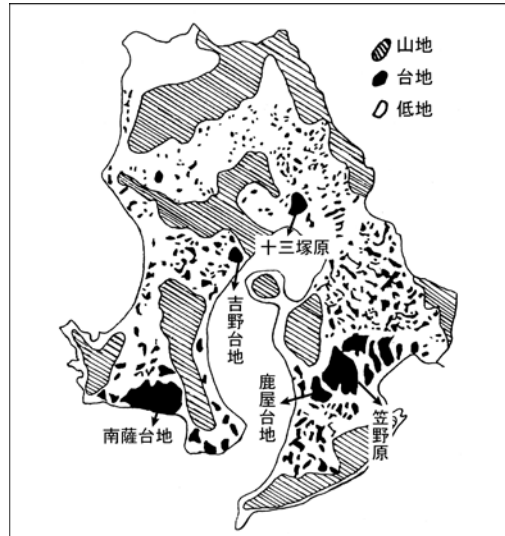 山地
台地
低地
十三塚原
吉野台地
鹿屋台地
笠野原
南薩台地